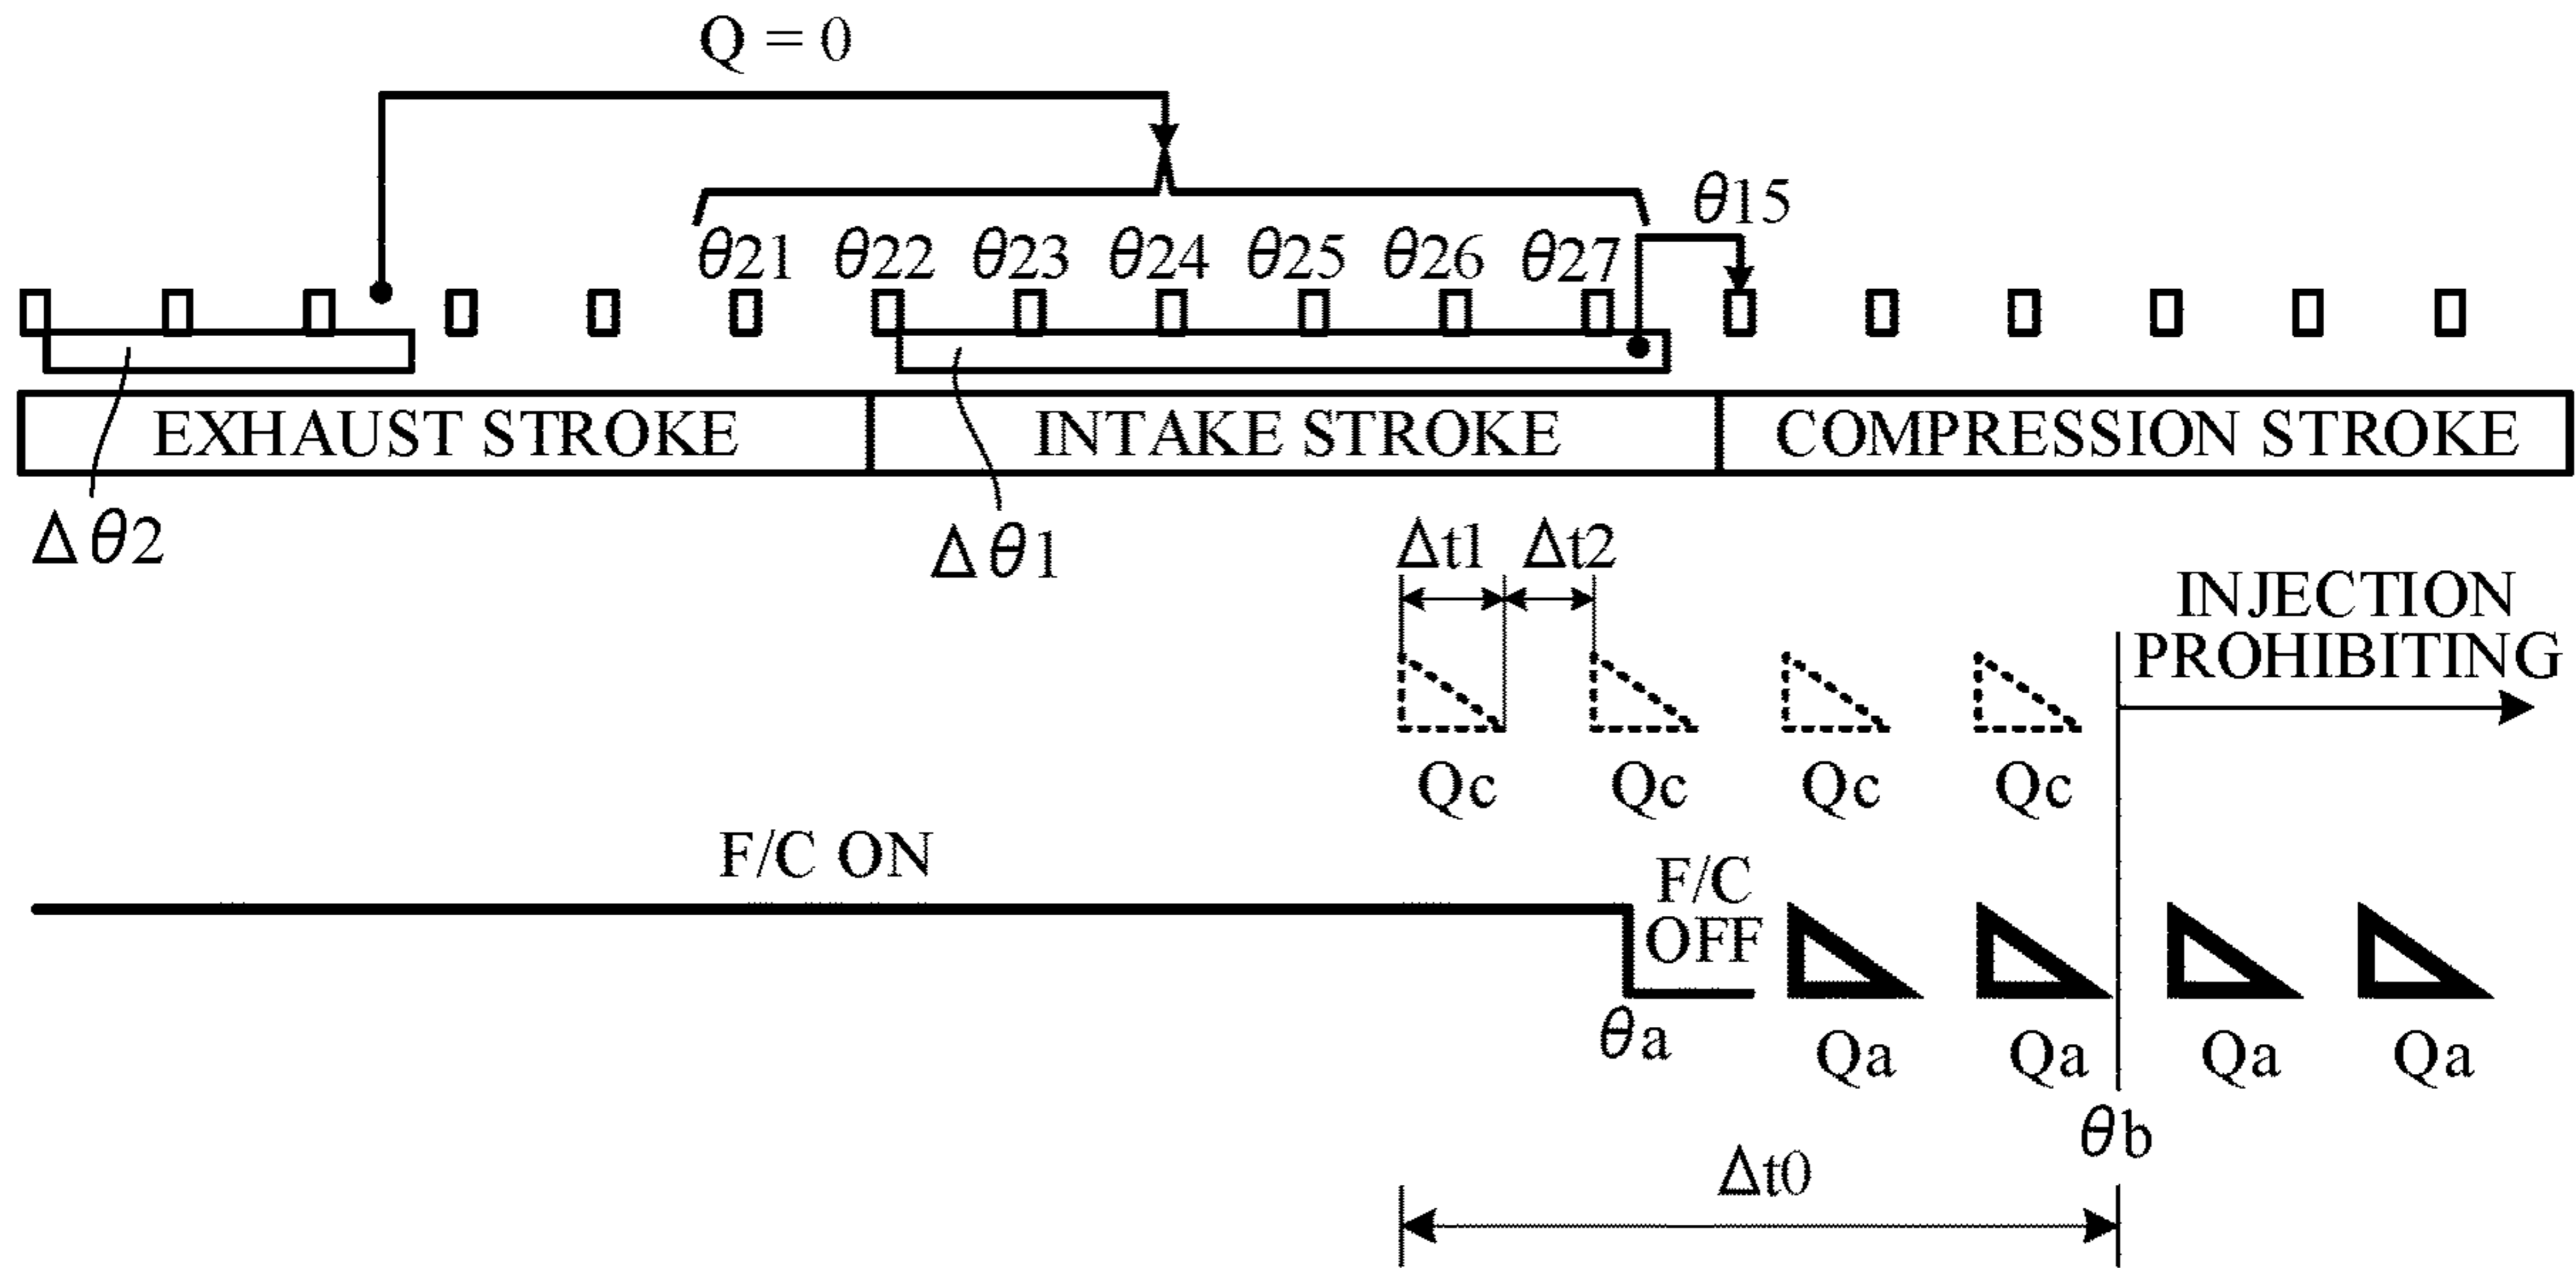 Q = 0
θ15
θ21 θ22 θ23 θ24 θ25 θ26 θ27
EXHAUST STROKE INTAKE STROKE COMPRESSION STROKE
Δθ2 Δθ1 Δt1 Δt2
INJECTION
PROHIBITING
Qc Qc Qc Qc
F/C ON
F/C
OFF
θa Qa Qa Qa Qa
θb
Δt0